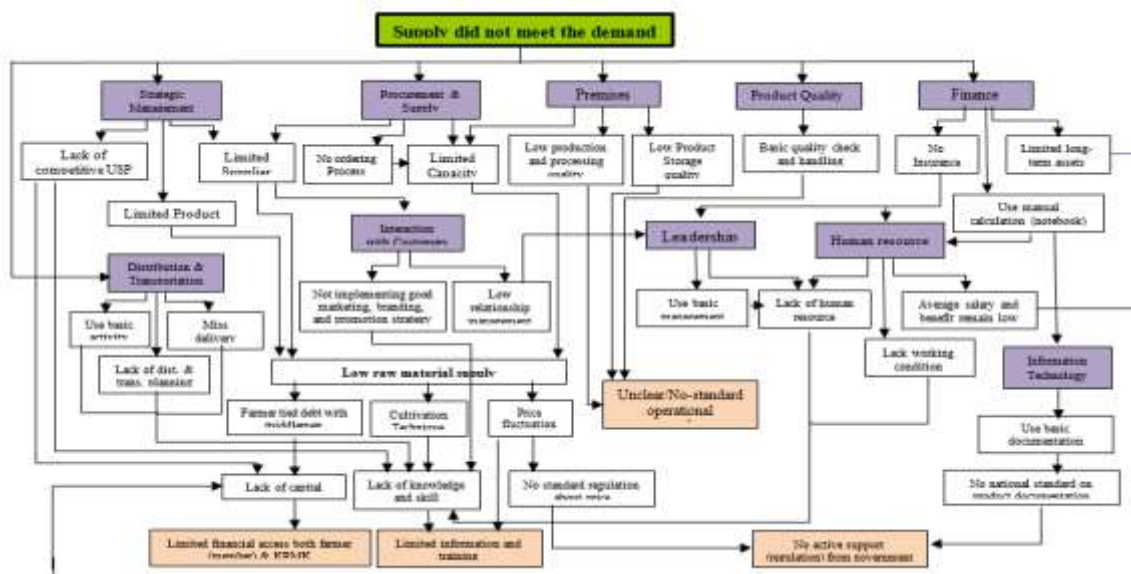 Supply did not meet the demand
Strategic
Management
Procurement &
Supply
Premises
Product Quality
Finance
Lack of
competitive USP
Limited
Supplier
No ordering
Process
Limited
Capacity
Low production
and processing
quality
Low Product
Storage
quality
Basic quality check
and handling
No
Insurance
Limited long-
term assets
Limited Product
Interaction
with Customer
Leadership
Human resource
Use manual
calculation (notebook)
Distribution &
Transportation
Not implementing good
marketing, branding,
and promotion strategy
Low
relationship
management
Use basic
management
Lack of human
resource
Average salary and
benefit remain low
Use basic
activity
Miss
delivery
Lack of dist. &
trans. planning
Lack working
condition
Information
Technology
Low raw material supply
Unclear/No-standard
operational
Farmer tied debt with
middleman
Cultivation
Technique
Price
fluctuation
Use basic
documentation
Lack of capital
Lack of knowledge
and skill
No standard regulation
about price
No national standard on
product documentation
Limited financial access both farmer
(member) &
Limited information and
training
No active support
(regulation) from government